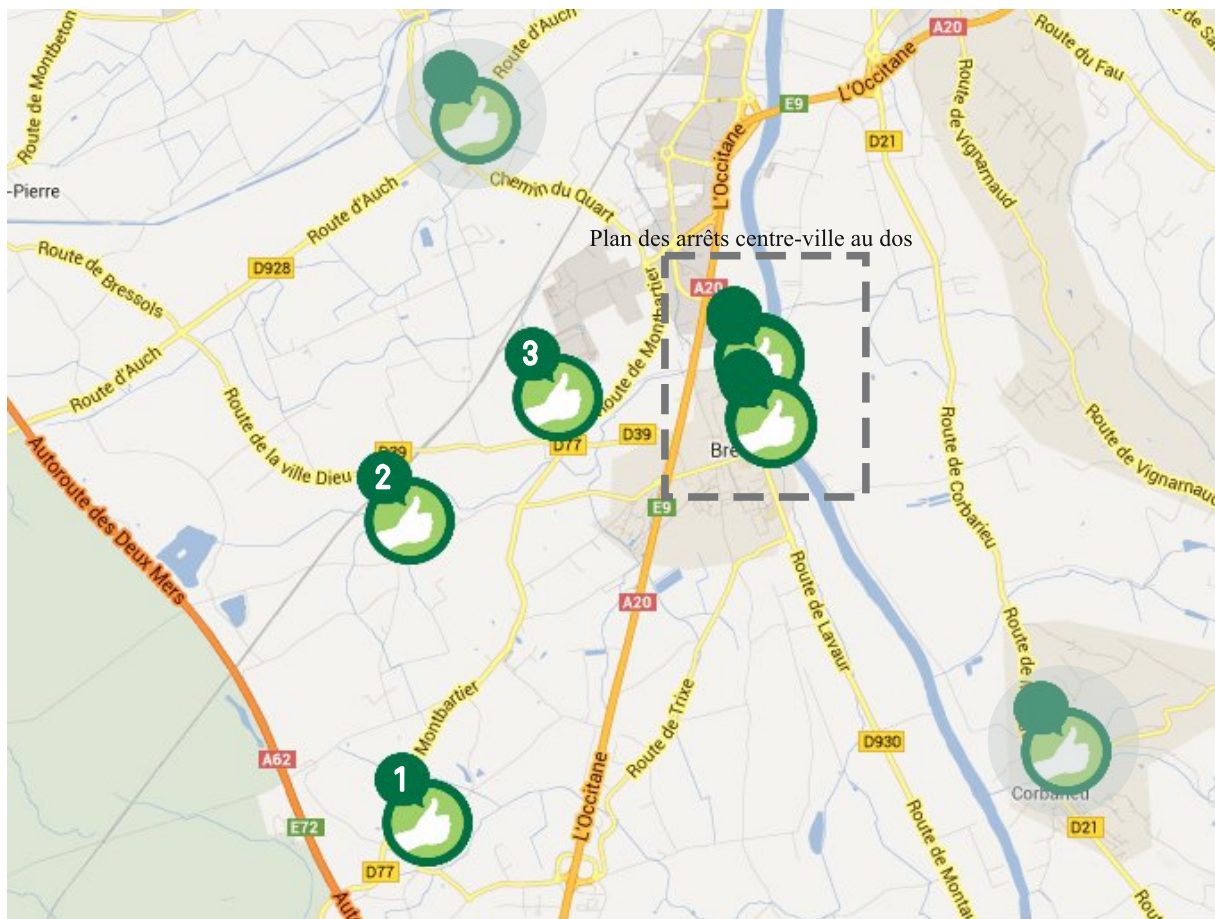 Route de Montbeton
Route d'Auch
A20
Route du Fau
L'Occitane
E9
D21
Route de Vignarnaud
-Pierre
Chemin du Quart
L'Occitane
Route d'Auch
Plan des arrêts centre-ville au dos
Route de Bressols
D928
Route de Montbartier
A20
3
Route d'Auch
Route de la ville Dieu
D39
D77
D39
Route de Corbarieu
Route de Vignarnaud
2
Autoroute des Deux Mers
E9
A20
Route de Lavaur
Montbartier
Route de Trixe
D930
A62
1
L'Occitane
E72
D77
Corbarieu
D21
Route de Monta